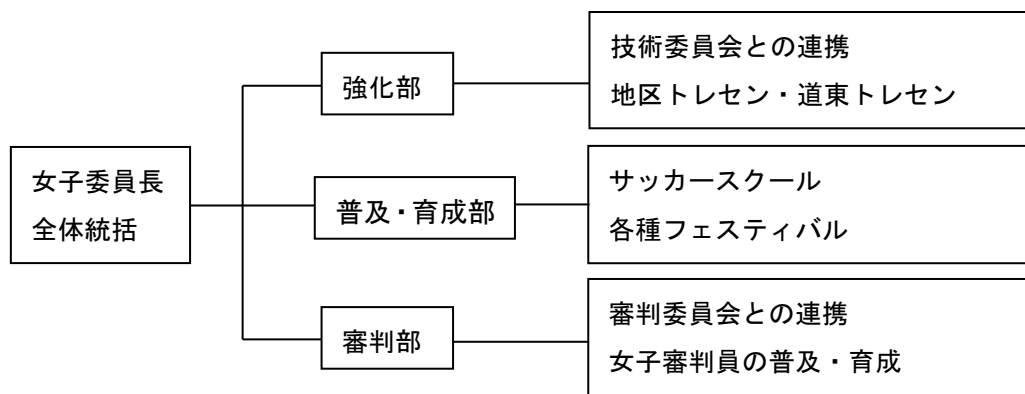 女子委員長
全体統括
強化部
技術委員会との連携
地区トレセン・道東トレセン
普及・育成部
サッカースクール
各種フェスティバル
審判部
審判委員会との連携
女子審判員の普及・育成